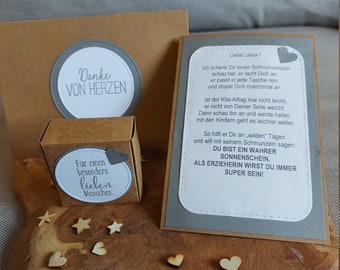 Danke
VON HERZEN
Für einen
besonders
lieben
Menschen
Liebe Laura !
Ich schenk Dir einen Schmunzelstein
schau her, er lacht Dich an,
er passt in jede Tasche rein,
und stupst Dich manchmal an.
Ist der Kita-Alltag mal nicht leicht,
er nicht von Deiner Seite weicht.
Dann schau ihn an und werde heiter,
mit den Kindern geht es leichter weiter.
So hilft er Dir an „wilden" Tagen
und will mit seinem Schmunzeln sagen:
DU BIST EIN WAHRER
SONNENSCHEIN,
ALS ERZIEHERIN WIRST DU IMMER
SUPER SEIN!